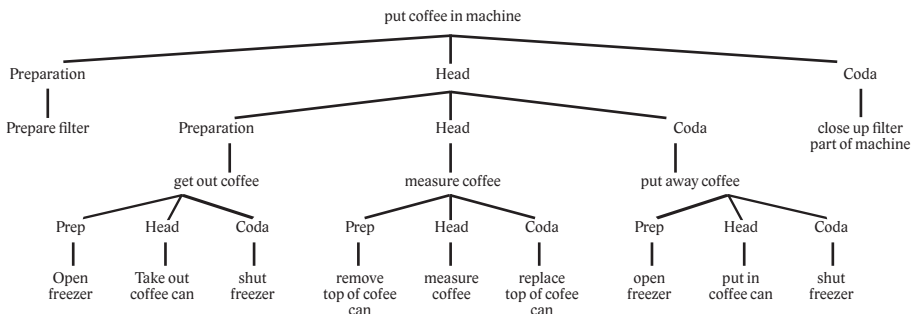 put coffee in machine
Preparation Head Coda
Prepare filter Preparation Head Coda close up filter
part of machine
get out coffee measure coffee put away coffee
Prep Head Coda Prep Head Coda Prep Head Coda
Open Take out shut remove measure replace open put in shut
freezer coffee can freezer top of cofee coffee top of cofee freezer coffee can freezer
can can